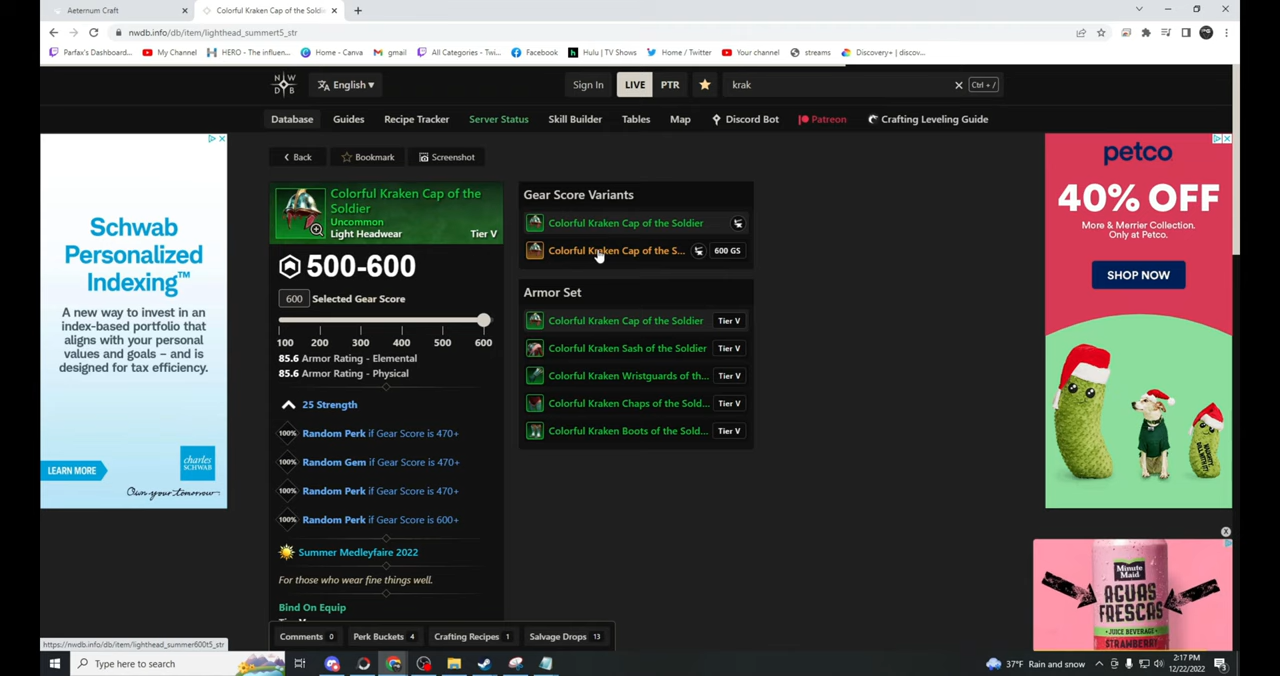 Aeternum Craft
Colorful Kraken Cap of the Soldi
nwdb.info/db/item/lighthead_summert5_str
Parfax's Dashboard...
My Channel
HERO - The influen...
Home - Canva
gmail
All Categories - Twi...
Facebook
Hulu | TV Shows
Home / Twitter
Your channel
streams
Discovery+ | discov...
NW
DB
English
Sign In
LIVE
PTR
krak
Ctrl + /
Database
Guides
Recipe Tracker
Server Status
Skill Builder
Tables
Map
Discord Bot
Patreon
Crafting Leveling Guide
Back
Bookmark
Screenshot
Colorful Kraken Cap of the
Soldier
Uncommon
Light Headwear
Tier V
500-600
600 Selected Gear Score
100 200 300 400 500 600
85.6 Armor Rating - Elemental
85.6 Armor Rating - Physical
25 Strength
100% Random Perk if Gear Score is 470+
100% Random Gem if Gear Score is 470+
100% Random Perk if Gear Score is 470+
100% Random Perk if Gear Score is 600+
Summer Medleyfaire 2022
For those who wear fine things well.
Bind On Equip
Gear Score Variants
Colorful Kraken Cap of the Soldier
Colorful Kraken Cap of the S... 600 GS
Armor Set
Colorful Kraken Cap of the Soldier Tier V
Colorful Kraken Sash of the Soldier Tier V
Colorful Kraken Wristguards of th... Tier V
Colorful Kraken Chaps of the Sold... Tier V
Colorful Kraken Boots of the Sold... Tier V
Comments 0
Perk Buckets 4
Crafting Recipes 1
Salvage Drops 13
Schwab
Personalized
Indexing™
A new way to invest in an
index-based portfolio that
aligns with your personal
values and goals – and is
designed for tax efficiency.
LEARN MORE
charles
SCHWAB
Own your tomorrow.
petco
40% OFF
More & Merrier Collection.
Only at Petco.
SHOP NOW
Minute
Maid
AGUAS
FRESCAS
JUICE BEVERAGE
STRAWBERRY
https://nwdb.info/db/item/lighthead_summer600t5_str
Type here to search
37°F Rain and snow
2:17 PM
12/22/2022